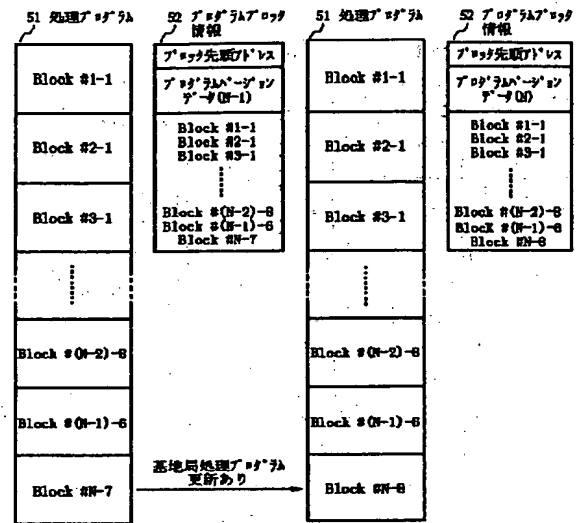 51 処理プログラム
Block #1-1
Block #2-1
Block #3-1
Block #(N-2)-8
Block #(N-1)-6
Block #N-7
52 プログラムブロック
情報
ブロック先頭アドレス
プログラムバージョン
データ(N-1)
Block #1-1
Block #2-1
Block #3-1
Block #(N-2)-8
Block #(N-1)-6
Block #N-7
基地局処理プログラム
更新あり
51 処理プログラム
Block #1-1
Block #2-1
Block #3-1
Block #(N-2)-8
Block #(N-1)-6
Block #N-8
52 プログラムブロック
情報
ブロック先頭アドレス
プログラムバージョン
データ(N)
Block #1-1
Block #2-1
Block #3-1
Block #(N-2)-8
Block #(N-1)-6
Block #N-8